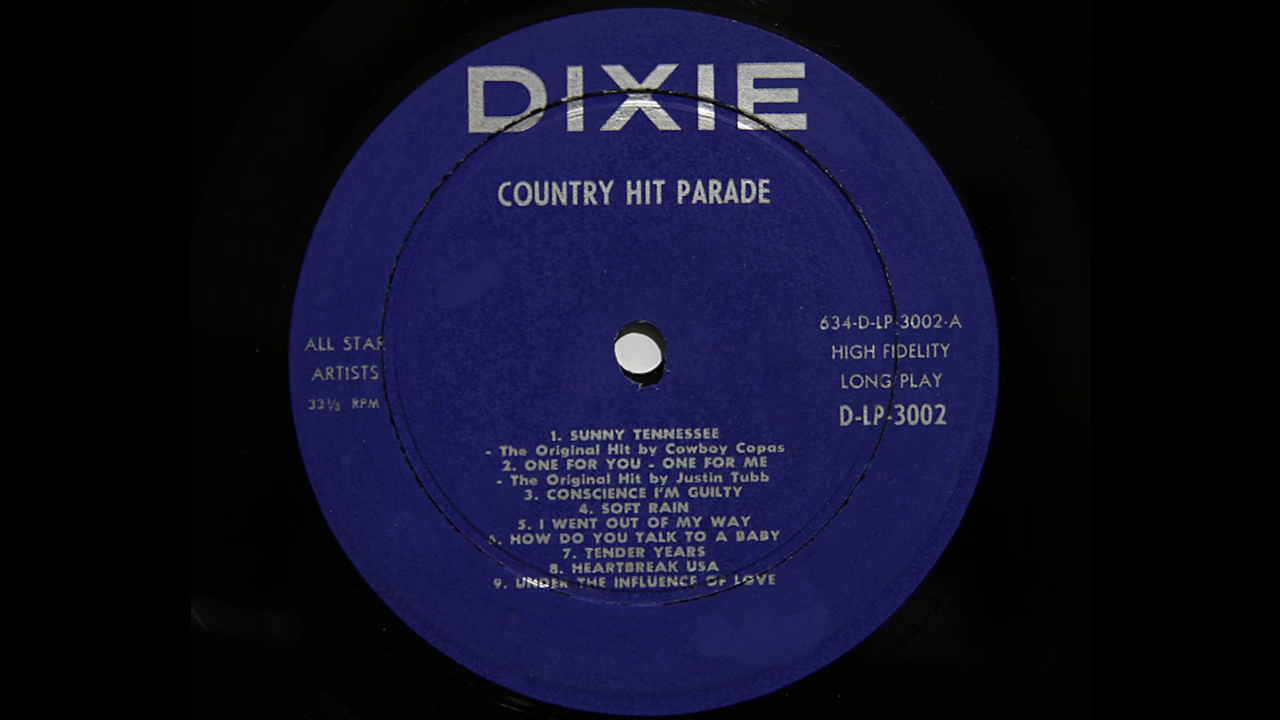 DIXIE
COUNTRY HIT PARADE
ALL STAR
ARTISTS
33⅓ RPM
634-D-LP-3002-A
HIGH FIDELITY
LONG PLAY
D-LP-3002
1. SUNNY TENNESSEE
- The Original Hit by Cowboy Copas
2. ONE FOR YOU - ONE FOR ME
- The Original Hit by Justin Tubb
3. CONSCIENCE I'M GUILTY
4. SOFT RAIN
5. I WENT OUT OF MY WAY
6. HOW DO YOU TALK TO A BABY
7. TENDER YEARS
8. HEARTBREAK USA
9. UNDER THE INFLUENCE OF LOVE